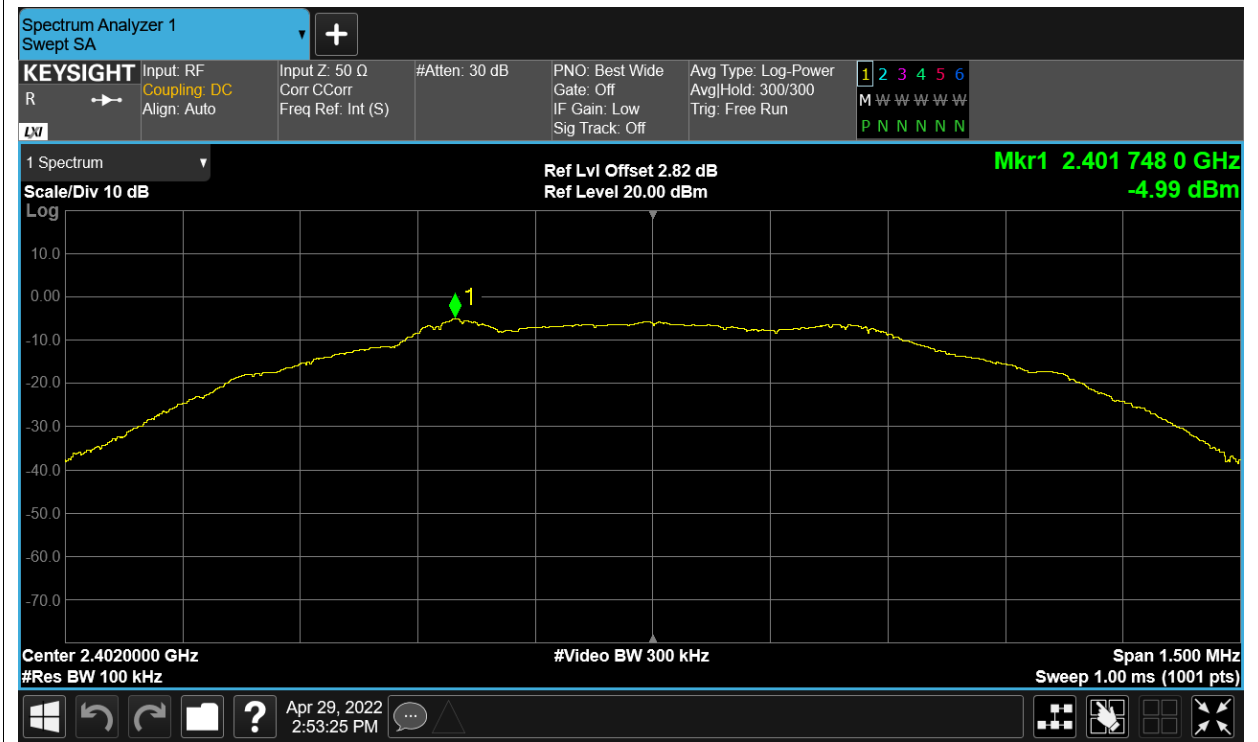 Spectrum Analyzer 1
Swept SA
KEYSIGHT
R
LXI
Input: RF
Coupling: DC
Align: Auto
Input Z: 50 Ω
Corr CCorr
Freq Ref: Int (S)
#Atten: 30 dB
PNO: Best Wide
Gate: Off
IF Gain: Low
Sig Track: Off
Avg Type: Log-Power
Avg|Hold: 300/300
Trig: Free Run
1 2 3 4 5 6
M W W W W W
P N N N N N
1 Spectrum
Scale/Div 10 dB
Log
Ref Lvl Offset 2.82 dB
Ref Level 20.00 dBm
Mkr1 2.401 748 0 GHz
-4.99 dBm
10.0
0.00
-10.0
-20.0
-30.0
-40.0
-50.0
-60.0
-70.0
1
Center 2.4020000 GHz
#Res BW 100 kHz
#Video BW 300 kHz
Span 1.500 MHz
Sweep 1.00 ms (1001 pts)
?
Apr 29, 2022
2:53:25 PM